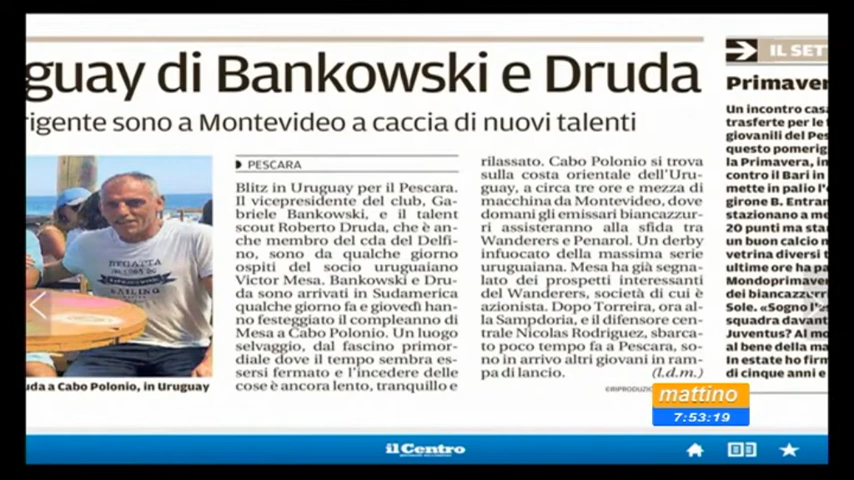 guay di Bankowski e Druda
rigente sono a Montevideo a caccia di nuovi talenti
da a Cabo Polonio, in Uruguay
PESCARA
Blitz in Uruguay per il Pescara.
Il vicepresidente del club, Ga-
briele Bankowski, e il talent
scout Roberto Druda, che è an-
che membro del cda del Delfi-
no, sono da qualche giorno
ospiti del socio uruguaiano
Victor Mesa. Bankowski e Dru-
da sono arrivati in Sudamerica
qualche giorno fa e giovedì han-
no festeggiato il compleanno di
Mesa a Cabo Polonio. Un luogo
selvaggio, dal fascino primor-
diale dove il tempo sembra es-
sersi fermato e l'incedere delle
cose è ancora lento, tranquillo e
rilassato. Cabo Polonio si trova
sulla costa orientale dell'Uru-
guay, a circa tre ore e mezza di
macchina da Montevideo, dove
domani gli emissari biancazzur-
ri assisteranno alla sfida tra
Wanderers e Penarol. Un derby
infuocato della massima serie
uruguaiana. Mesa ha già segna-
lato dei prospetti interessanti
del Wanderers, società di cui è
azionista. Dopo Torreira, ora al-
la Sampdoria, e il difensore cen-
trale Nicolas Rodriguez, sbarca-
to poco tempo fa a Pescara, so-
no in arrivo altri giovani in ram-
pa di lancio. (l.d.m.)
©RIPRODUZIO
IL SET
Primaver
Un incontro casa
trasferte per le
giovanili del Pes
questo pomerig
la Primavera, in
contro il Bari in
mette in palio l'
girone B. Entran
stazionano a me
20 punti ma stan
un buon calcio
vetrina diversi t
ultime ore ha pa
Mondoprimaver
dei biancazzur
Sole. «Sogno l'
squadra davant
Juventus? Al mo
al bene della ma
In estate ho firm
di cinque anni e
mattino
7:53:19
il Centro